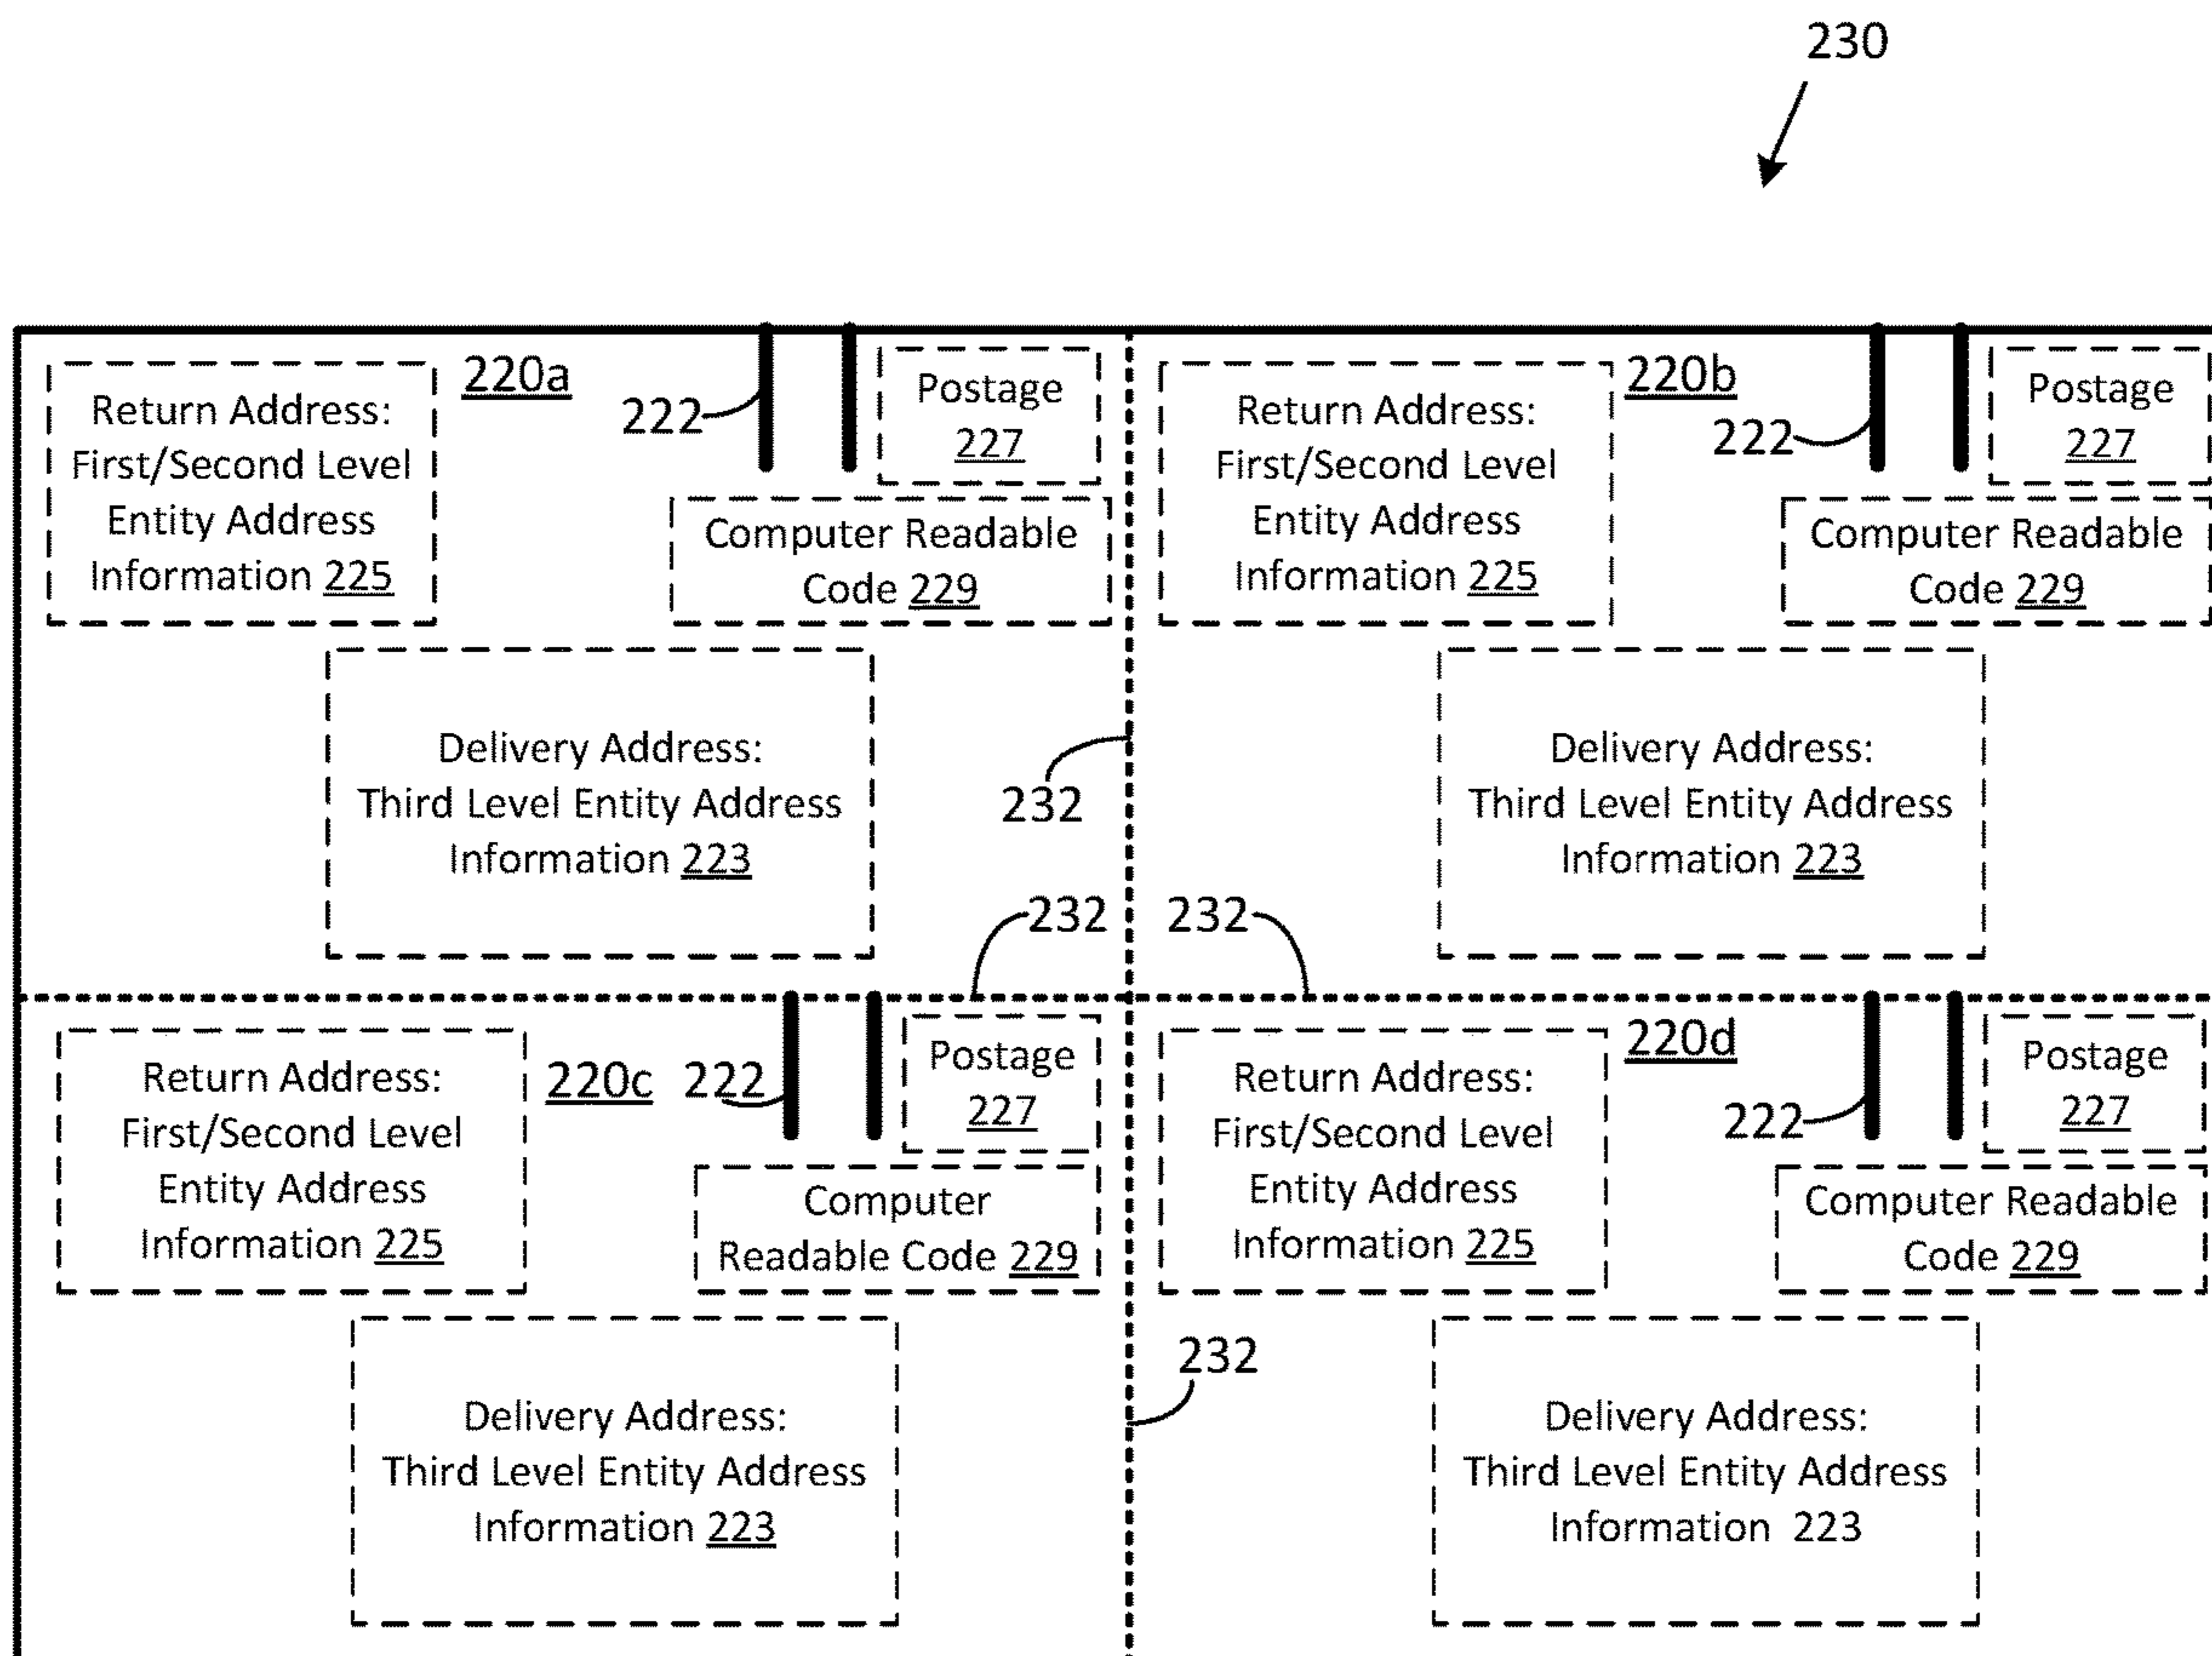 230
220a
222
Return Address:
First/Second Level
Entity Address
Information 225
Postage
227
Computer Readable
Code 229
Delivery Address:
Third Level Entity Address
Information 223
232
220b
222
Return Address:
First/Second Level
Entity Address
Information 225
Postage
227
Computer Readable
Code 229
Delivery Address:
Third Level Entity Address
Information 223
232
232
220c
222
Return Address:
First/Second Level
Entity Address
Information 225
Postage
227
Computer
Readable Code 229
Delivery Address:
Third Level Entity Address
Information 223
232
220d
222
Return Address:
First/Second Level
Entity Address
Information 225
Postage
227
Computer Readable
Code 229
Delivery Address:
Third Level Entity Address
Information 223